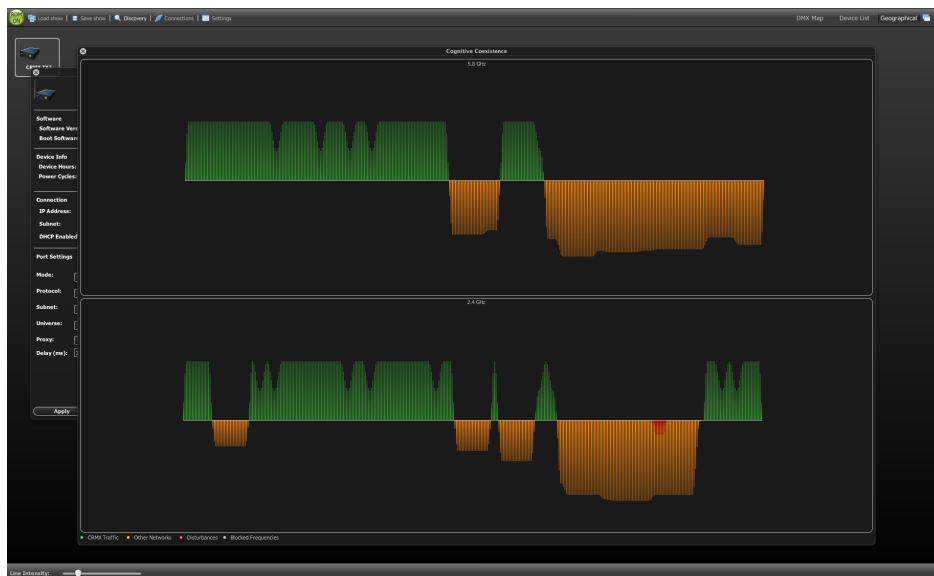 RDM ON
Load show | Save show | Discovery | Connections | Settings
DMX Map Device List Geographical
Cognitive Coexistence
5.8 GHz
Software
Software Vers
Boot Softwar
Device Info
Device Hours:
Power Cycles:
Connection
IP Address:
Subnet:
DHCP Enabled
Port Settings
Mode:
Protocol:
Subnet:
Universe:
Proxy:
Delay (ms):
Apply
2.4 GHz
CRMX Traffic Other Networks Disturbances Blocked Frequencies
Line Intensity: